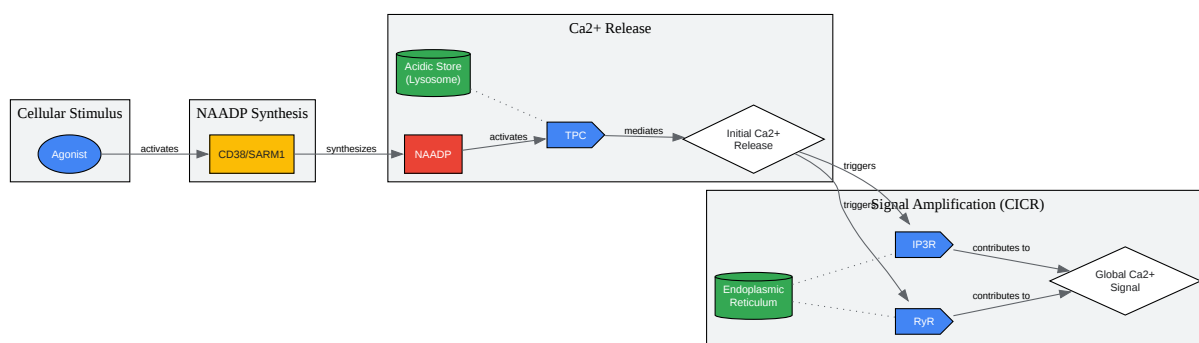 Ca2+ Release
Acidic Store
(Lysosome)
Cellular Stimulus
NAADP Synthesis
Agonist
activates
CD38/SARM1
synthesizes
NAADP
activates
TPC
mediates
Initial Ca2+
Release
triggers
triggers
Signal Amplification (CICR)
IP3R
contributes to
Endoplasmic
Reticulum
RyR
contributes to
Global Ca2+
Signal